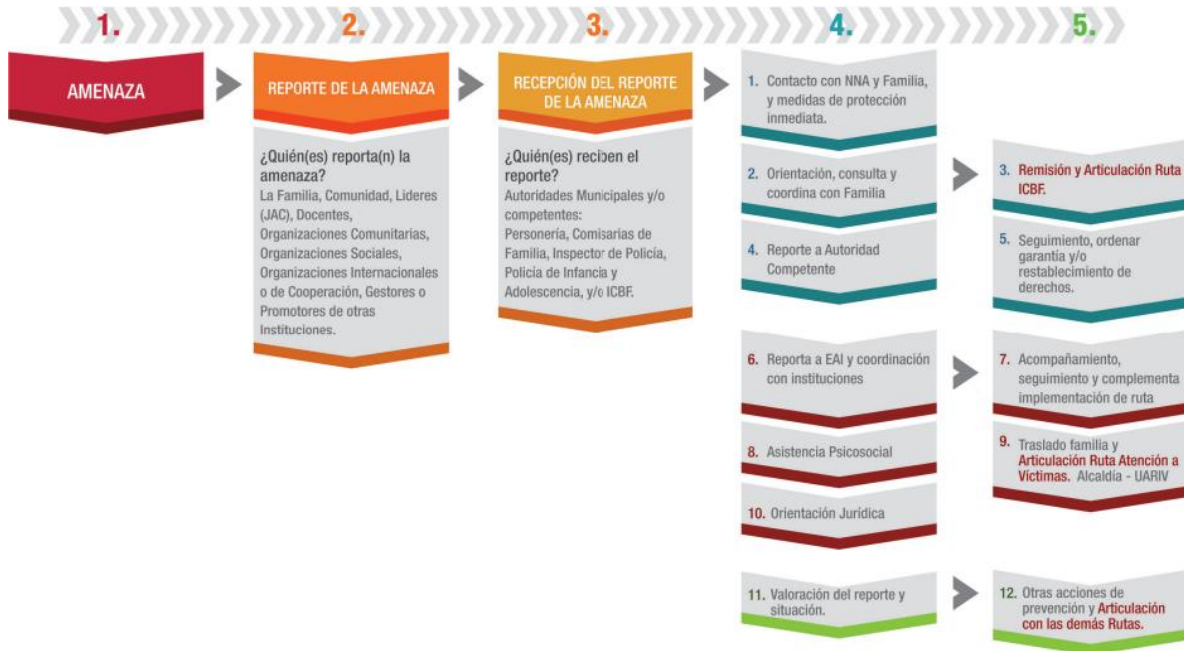 1.
2.
3.
4.
5.
AMENAZA
REPORTE DE LA AMENAZA
¿Quién(es) reporta(n) la
amenaza?
La Familia, Comunidad, Lideres
(JAC), Docentes,
Organizaciones Comunitarias,
Organizaciones Sociales,
Organizaciones Internacionales
o de Cooperación, Gestores o
Promotores de otras
Instituciones.
RECEPCIÓN DEL REPORTE
DE LA AMENAZA
¿Quién(es) reciben el
reporte?
Autoridades Municipales y/o
competentes:
Personería, Comisarias de
Familia, Inspector de Policía,
Policía de Infancia y
Adolescencia, y/o ICBF.
1. Contacto con NNA y Familia,
y medidas de protección
inmediata.
2. Orientación, consulta y
coordina con Familia
3. Remisión y Articulación Ruta
ICBF.
4. Reporte a Autoridad
Competente
5. Seguimiento, ordenar
garantía y/o
restablecimiento de
derechos.
6. Reporta a EAI y coordinación
con instituciones
7. Acompañamiento,
seguimiento y complementa
implementación de ruta
8. Asistencia Psicosocial
9. Traslado familia y
Articulación Ruta Atención a
Víctimas. Alcaldía - UARIV
10. Orientación Jurídica
11. Valoración del reporte y
situación.
12. Otras acciones de
prevención y Articulación
con las demás Rutas.